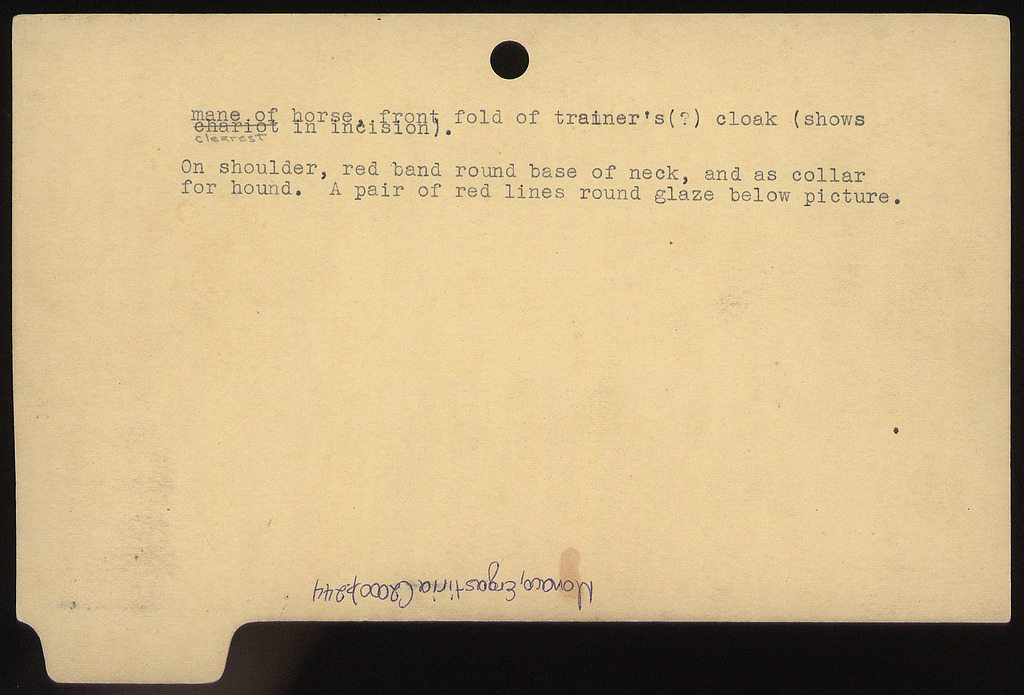 mane of horse, front fold of trainer's(?) cloak (shows
chariot in incision).
clearest
On shoulder, red band round base of neck, and as collar
for hound. A pair of red lines round glaze below picture.
Monaco, Ergastiria (2000) p.244